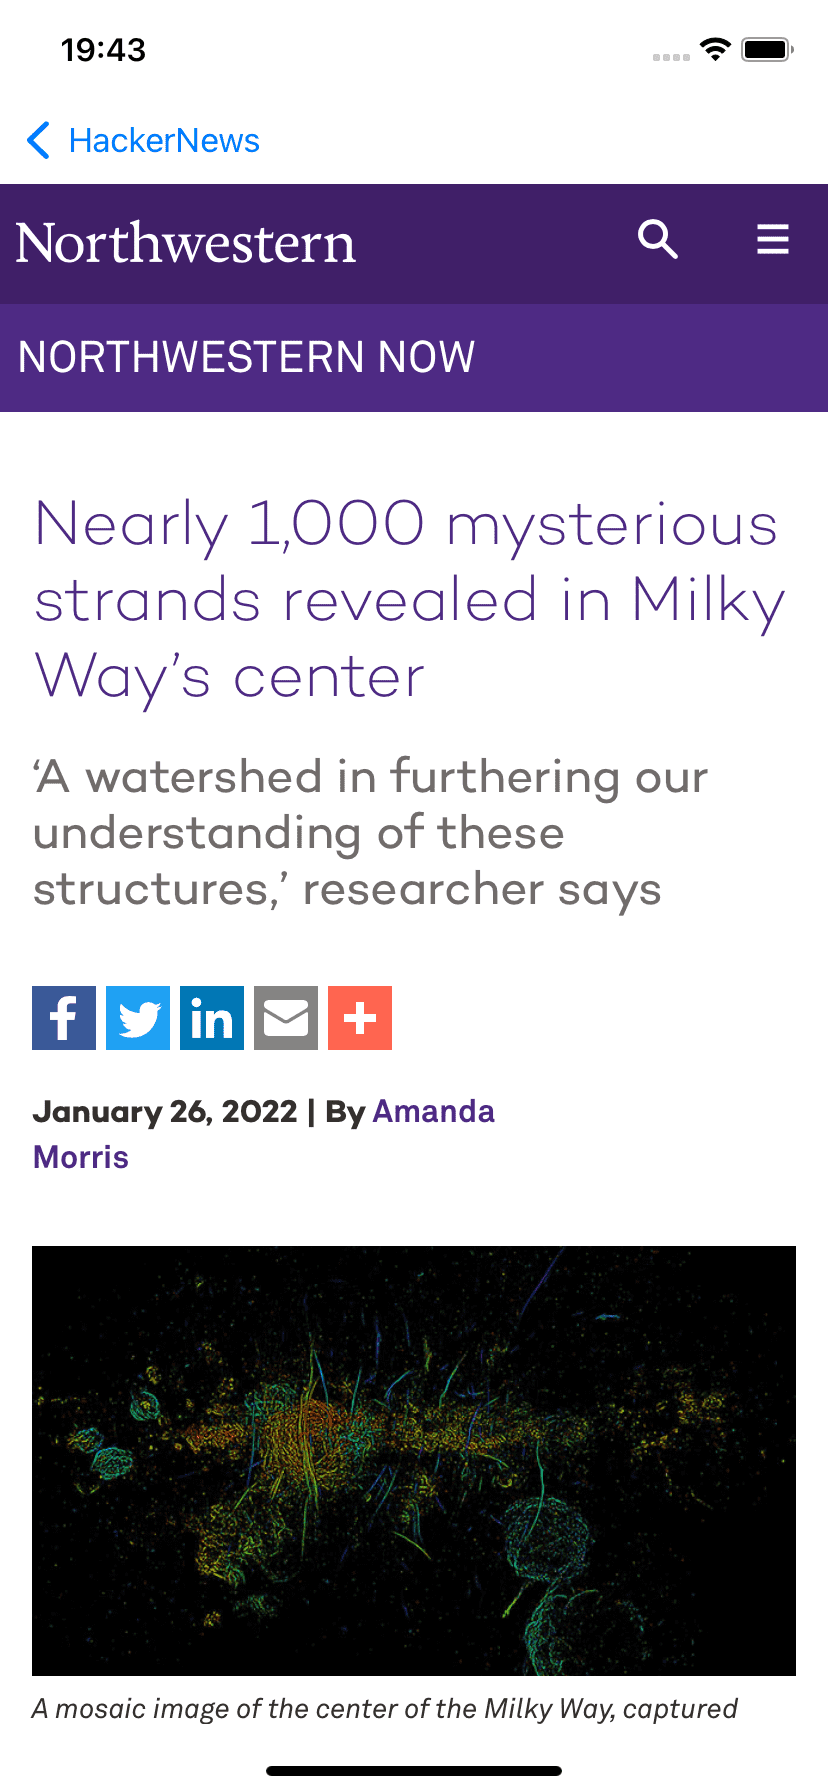 19:43
HackerNews
Northwestern
NORTHWESTERN NOW
Nearly 1,000 mysterious
strands revealed in Milky
Way’s center
‘A watershed in furthering our
understanding of these
structures,’ researcher says
January 26, 2022 | By Amanda
Morris
A mosaic image of the center of the Milky Way, captured